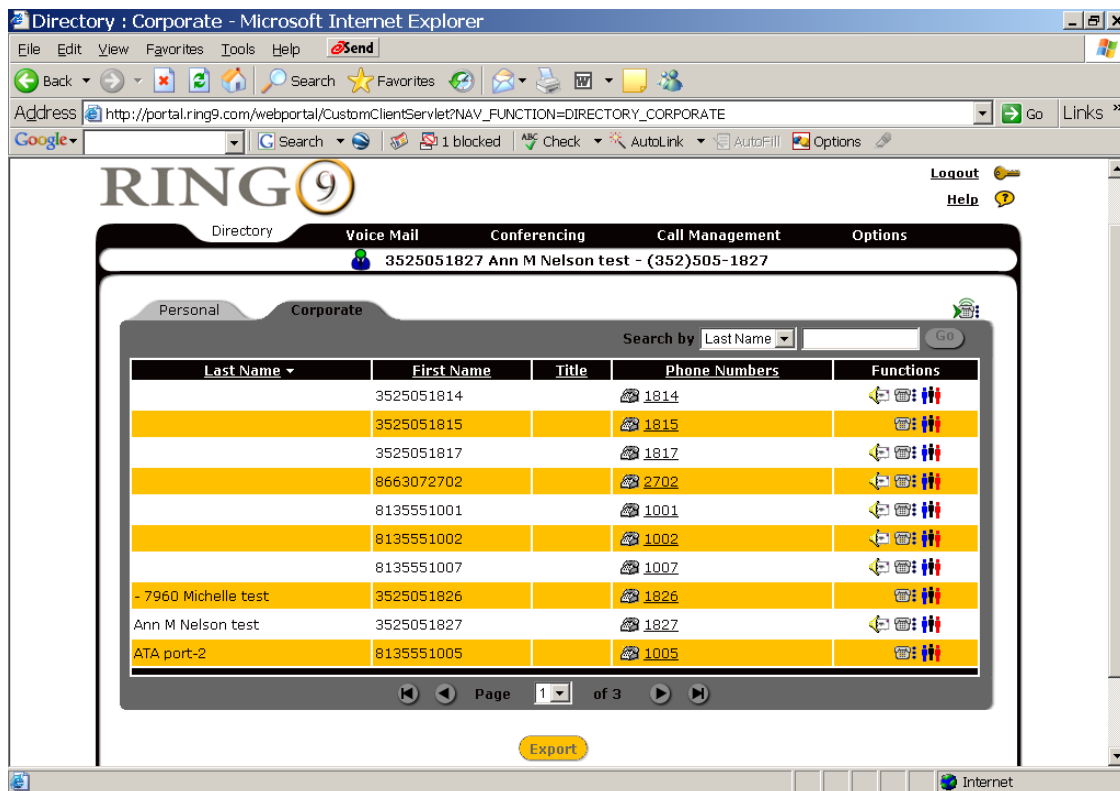 Directory : Corporate - Microsoft Internet Explorer
File Edit View Favorites Tools Help Send
Back Search Favorites
Address http://portal.ring9.com/webportal/CustomClientServlet?NAV_FUNCTION=DIRECTORY_CORPORATE Go Links »
Google G Search 1 blocked ABC Check AutoLink AutoFill Options
RING 9
Logout
Help ?
Directory Voice Mail Conferencing Call Management Options
3525051827 Ann M Nelson test - (352)505-1827
Personal Corporate
Search by Last Name Go
Last Name First Name Title Phone Numbers Functions
3525051814 1814
3525051815 1815
3525051817 1817
8663072702 2702
8135551001 1001
8135551002 1002
8135551007 1007
- 7960 Michelle test 3525051826 1826
Ann M Nelson test 3525051827 1827
ATA port-2 8135551005 1005
Page 1 of 3
Export
Internet